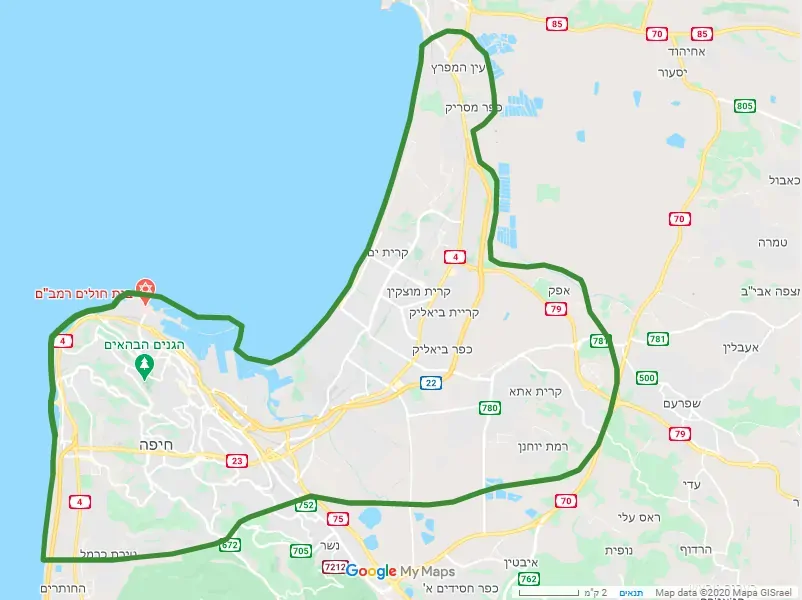 85
70
85
אחיהוד
עין המפרץ
יסעור
כפר מסריק
805
כאבול
70
טמרה
קרית ים
4
אפק
מצפה אבי"ב
בית חולים רמב"ם
קרית מוצקין
79
קריית ביאליק
4
הגנים הבהאים
781
781
אעבלין
כפר ביאליק
22
קרית אתא
500
שפרעם
780
79
חיפה
רמת יוחנן
23
עדי
4
70
752
75
ראס עלי
672
705
נשר
נופית
הרדוף
טירת כרמל
7212
אבטין
762
החותרים
כפר חסידים א'
Google My Maps
2 ק"מ
תנאים
Map data ©2020 Mapa GISrael